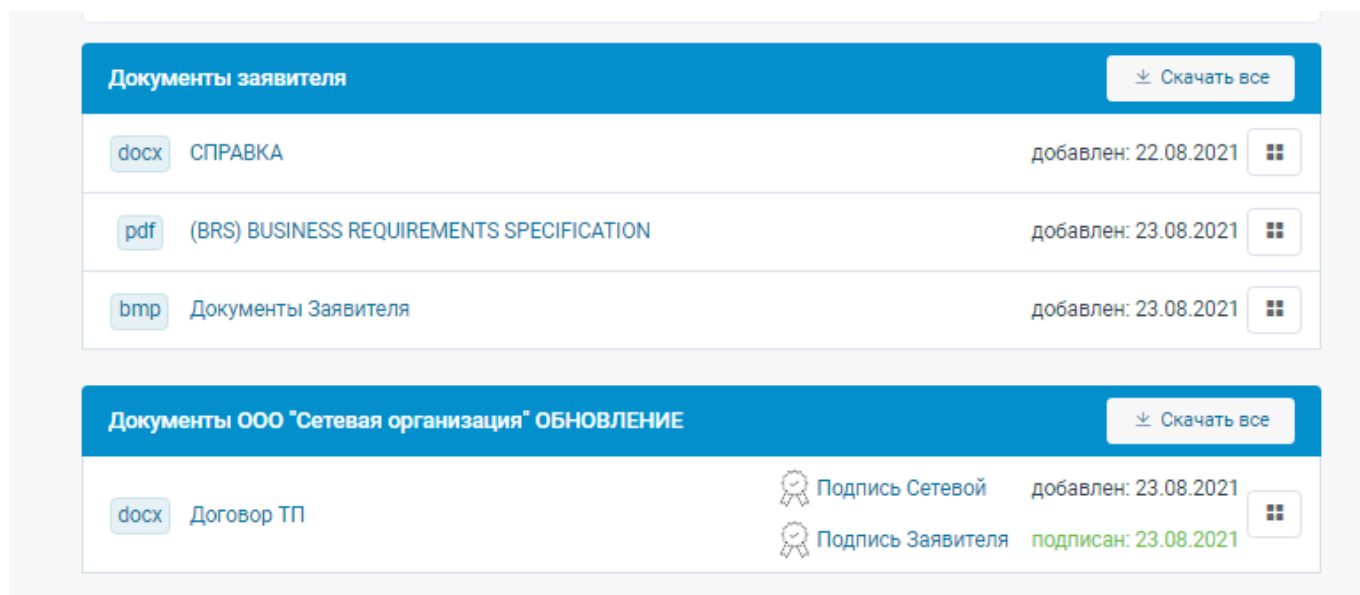 Документы заявителя
Скачать все
docx СПРАВКА добавлен: 22.08.2021
pdf (BRS) BUSINESS REQUIREMENTS SPECIFICATION добавлен: 23.08.2021
bmp Документы Заявителя добавлен: 23.08.2021
Документы ООО "Сетевая организация" ОБНОВЛЕНИЕ
Скачать все
docx Договор ТП
Подпись Сетевой добавлен: 23.08.2021
Подпись Заявителя подписан: 23.08.2021